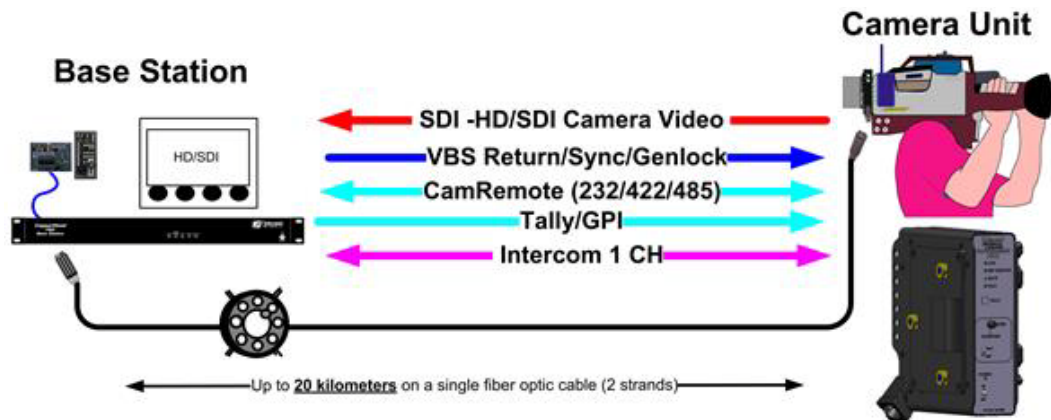 Camera Unit
Base Station
HD/SDI
SDI -HD/SDI Camera Video
VBS Return/Sync/Genlock
CamRemote (232/422/485)
Tally/GPI
Intercom 1 CH
Up to 20 kilometers on a single fiber optic cable (2 strands)